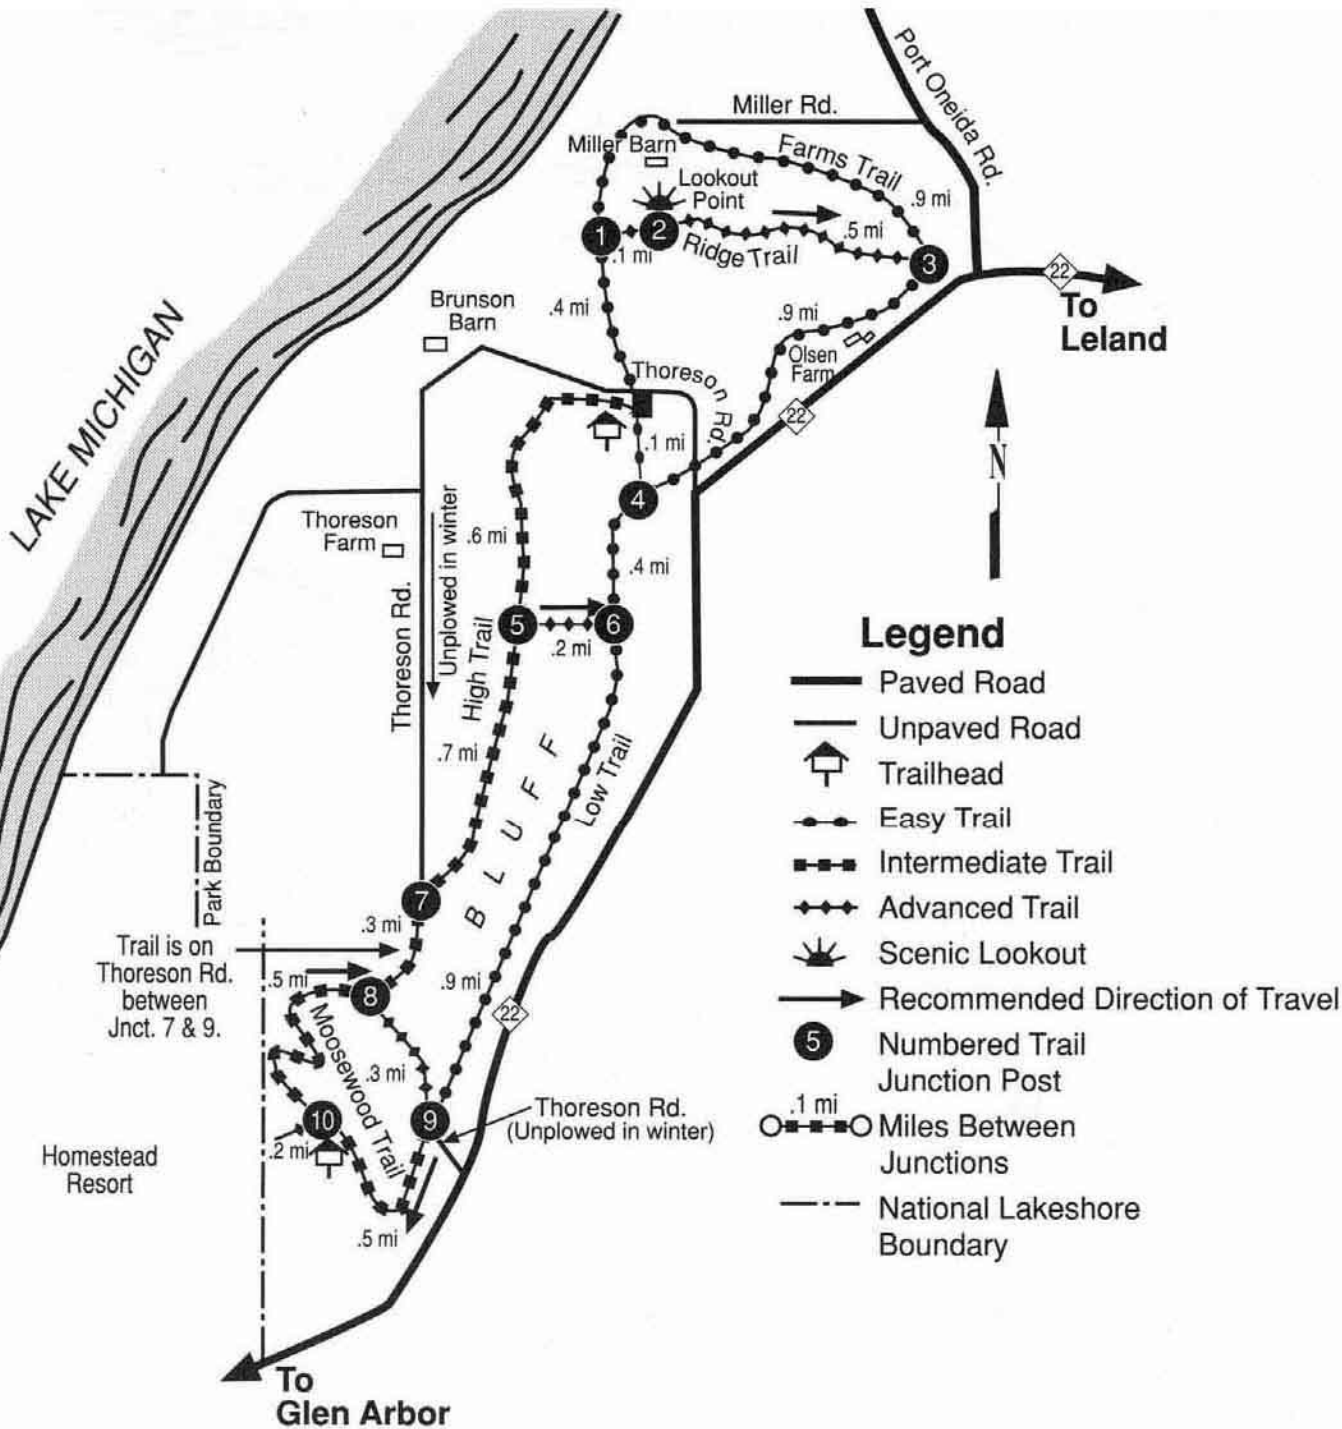 Port Oneida Rd.
Miller Rd.
Miller Barn
Farms Trail
.9 mi
Lookout
Point
1
2
.5 mi
Ridge Trail
.1 mi
3
22
To
Leland
.4 mi
.9 mi
Olsen
Farm
Brunson
Barn
Thoreson Rd.
22
LAKE MICHIGAN
.1 mi
4
N
Thoreson
Farm
Unplowed in winter
Thoreson Rd.
.6 mi
.4 mi
5
6
.2 mi
High Trail
.7 mi
BLUFF
Low Trail
Park Boundary
7
.3 mi
Trail is on
Thoreson Rd.
between
Jnct. 7 & 9.
.5 mi
8
.9 mi
22
Moosewood Trail
.3 mi
10
9
Thoreson Rd.
(Unplowed in winter)
.2 mi
Homestead
Resort
.5 mi
To
Glen Arbor
Legend
Paved Road
Unpaved Road
Trailhead
Easy Trail
Intermediate Trail
Advanced Trail
Scenic Lookout
Recommended Direction of Travel
5
Numbered Trail
Junction Post
.1 mi
Miles Between
Junctions
National Lakeshore
Boundary